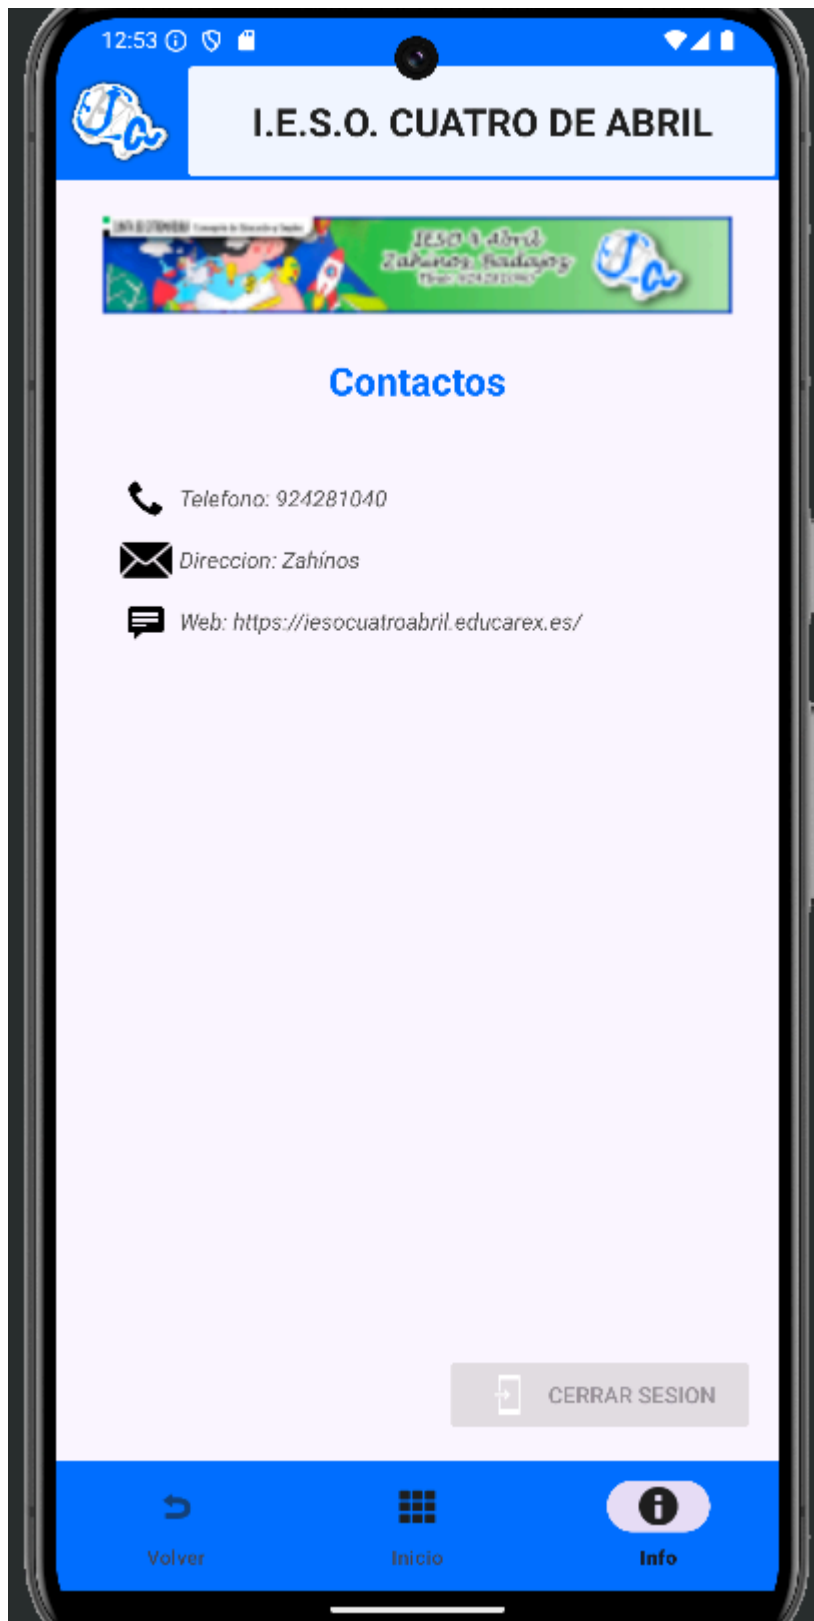 12:53
I.E.S.O. CUATRO DE ABRIL
IESO 4 Abril
Zahinos, Badajoz
Contactos
Telefono: 924281040
Direccion: Zahínos
Web: https://iesocuatroabril.educarex.es/
CERRAR SESION
Volver
Inicio
Info